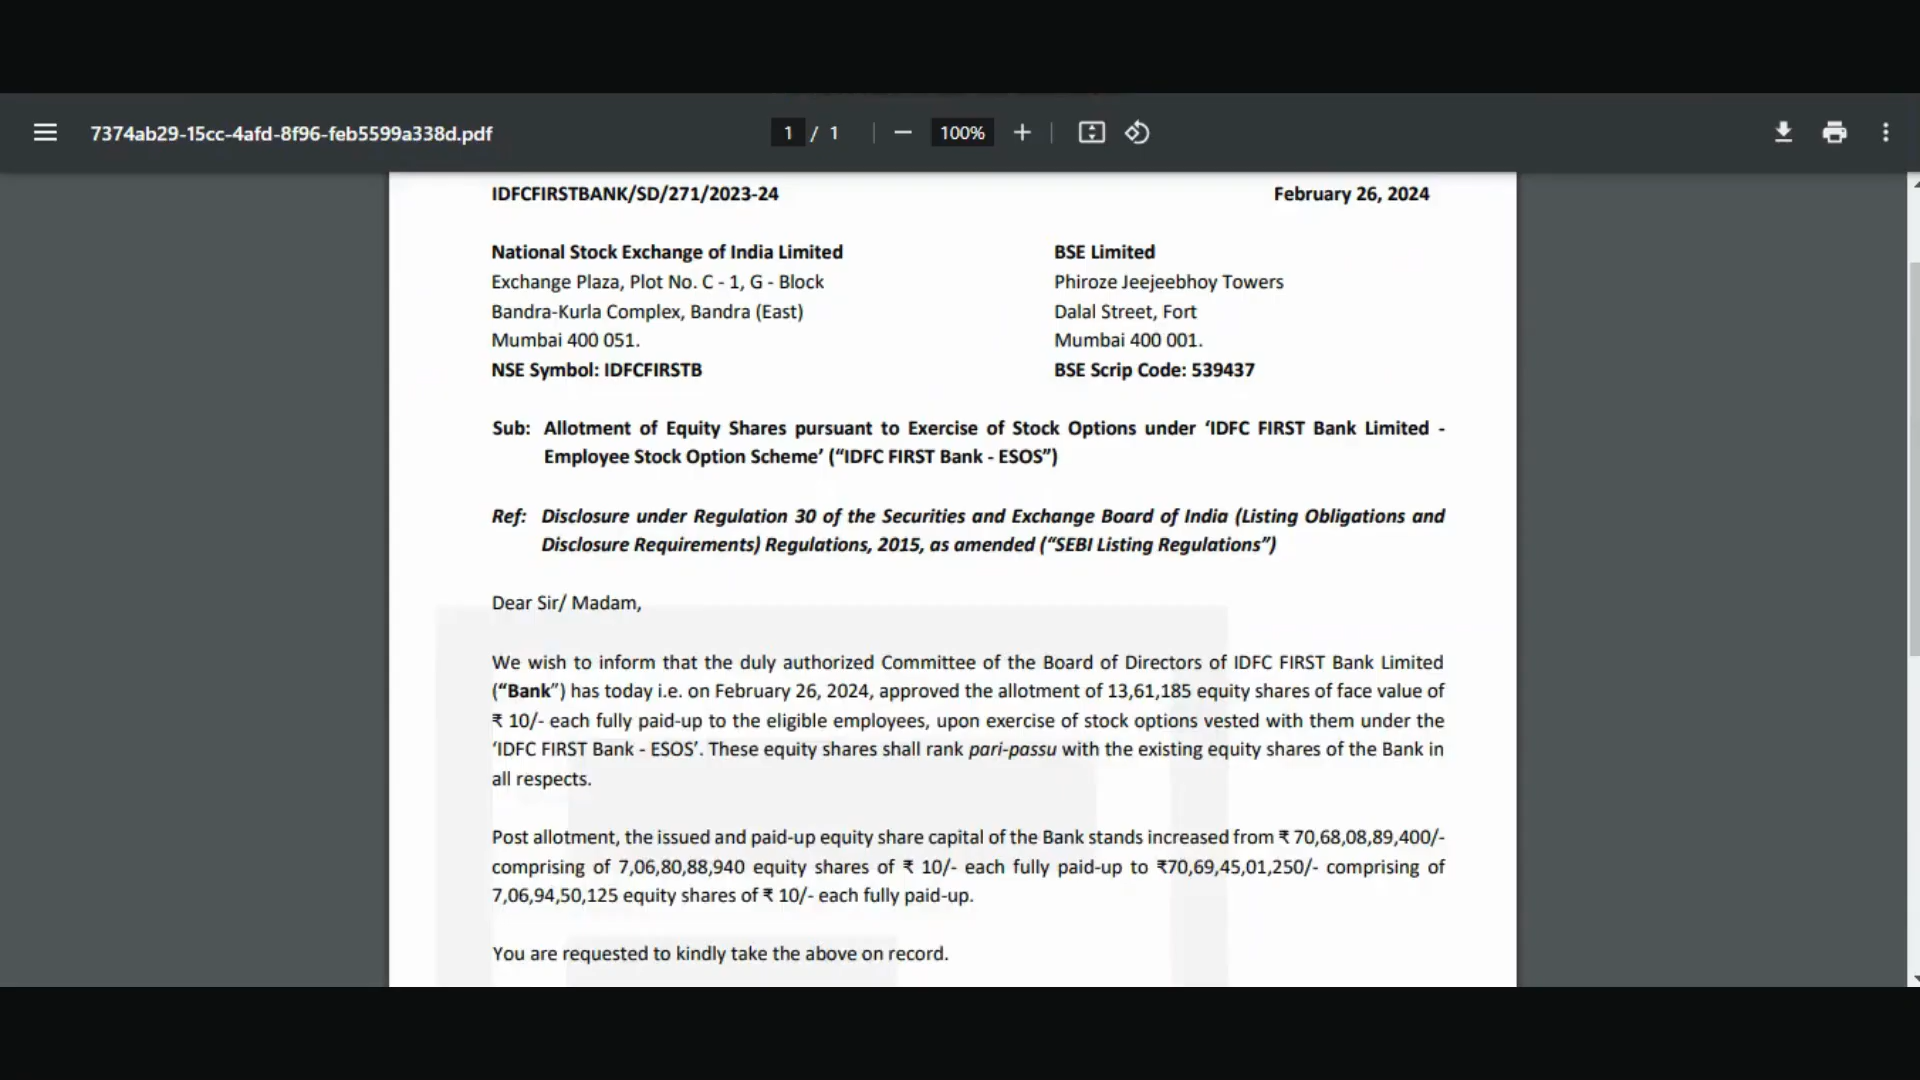 7374ab29-15cc-4afd-8f96-feb5599a338d.pdf
1 / 1
100%
IDFCFIRSTBANK/SD/271/2023-24
February 26, 2024
National Stock Exchange of India Limited
Exchange Plaza, Plot No. C - 1, G - Block
Bandra-Kurla Complex, Bandra (East)
Mumbai 400 051.
NSE Symbol: IDFCFIRSTB
BSE Limited
Phiroze Jeejeebhoy Towers
Dalal Street, Fort
Mumbai 400 001.
BSE Scrip Code: 539437
Sub: Allotment of Equity Shares pursuant to Exercise of Stock Options under ‘IDFC FIRST Bank Limited -
Employee Stock Option Scheme’ (“IDFC FIRST Bank - ESOS”)
Ref: Disclosure under Regulation 30 of the Securities and Exchange Board of India (Listing Obligations and
Disclosure Requirements) Regulations, 2015, as amended (“SEBI Listing Regulations”)
Dear Sir/ Madam,
We wish to inform that the duly authorized Committee of the Board of Directors of IDFC FIRST Bank Limited
(“Bank”) has today i.e. on February 26, 2024, approved the allotment of 13,61,185 equity shares of face value of
₹ 10/- each fully paid-up to the eligible employees, upon exercise of stock options vested with them under the
‘IDFC FIRST Bank - ESOS’. These equity shares shall rank pari-passu with the existing equity shares of the Bank in
all respects.
Post allotment, the issued and paid-up equity share capital of the Bank stands increased from ₹ 70,68,08,89,400/-
comprising of 7,06,80,88,940 equity shares of ₹ 10/- each fully paid-up to ₹70,69,45,01,250/- comprising of
7,06,94,50,125 equity shares of ₹ 10/- each fully paid-up.
You are requested to kindly take the above on record.